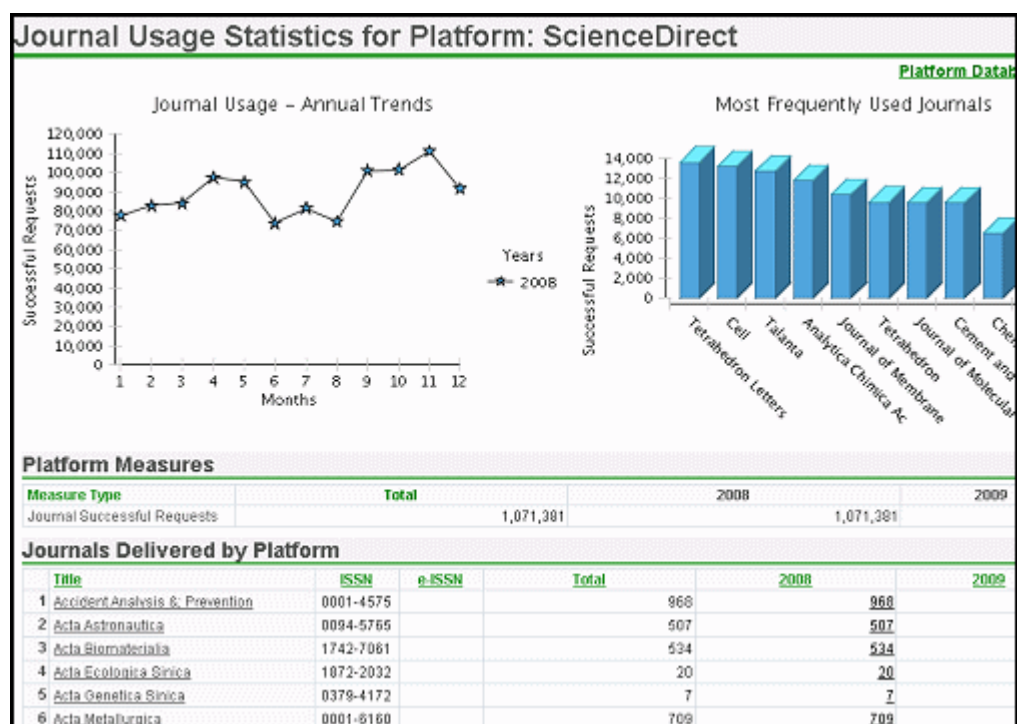 Journal Usage Statistics for Platform: ScienceDirect
Platform Datab
Journal Usage – Annual Trends
Successful Requests
120,000
110,000
100,000
90,000
80,000
70,000
60,000
50,000
40,000
30,000
20,000
10,000
0
1 2 3 4 5 6 7 8 9 10 11 12
Months
Years
2008
Most Frequently Used Journals
Successful Requests
14,000
12,000
10,000
8,000
6,000
4,000
2,000
0
Tetrahedron Letters
Cell
Talanta
Analytica Chimica Ac
Journal of Membrane
Tetrahedron
Journal of Molecular
Cement and
Chem
Platform Measures
Measure Type Total 2008 2009
Journal Successful Requests 1,071,381 1,071,381
Journals Delivered by Platform
Title ISSN e-ISSN Total 2008 2009
1 Accident Analysis &; Prevention 0001-4575 968 968
2 Acta Astronautica 0094-5765 507 507
3 Acta Biomaterialia 1742-7061 534 534
4 Acta Ecologica Sinica 1872-2032 20 20
5 Acta Genetica Sinica 0379-4172 7 7
6 Acta Metallurgica 0001-6160 709 709